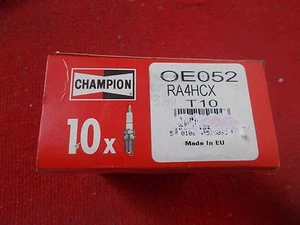 CHAMPION
10x
OE052
RA4HCX
T10
Made In EU